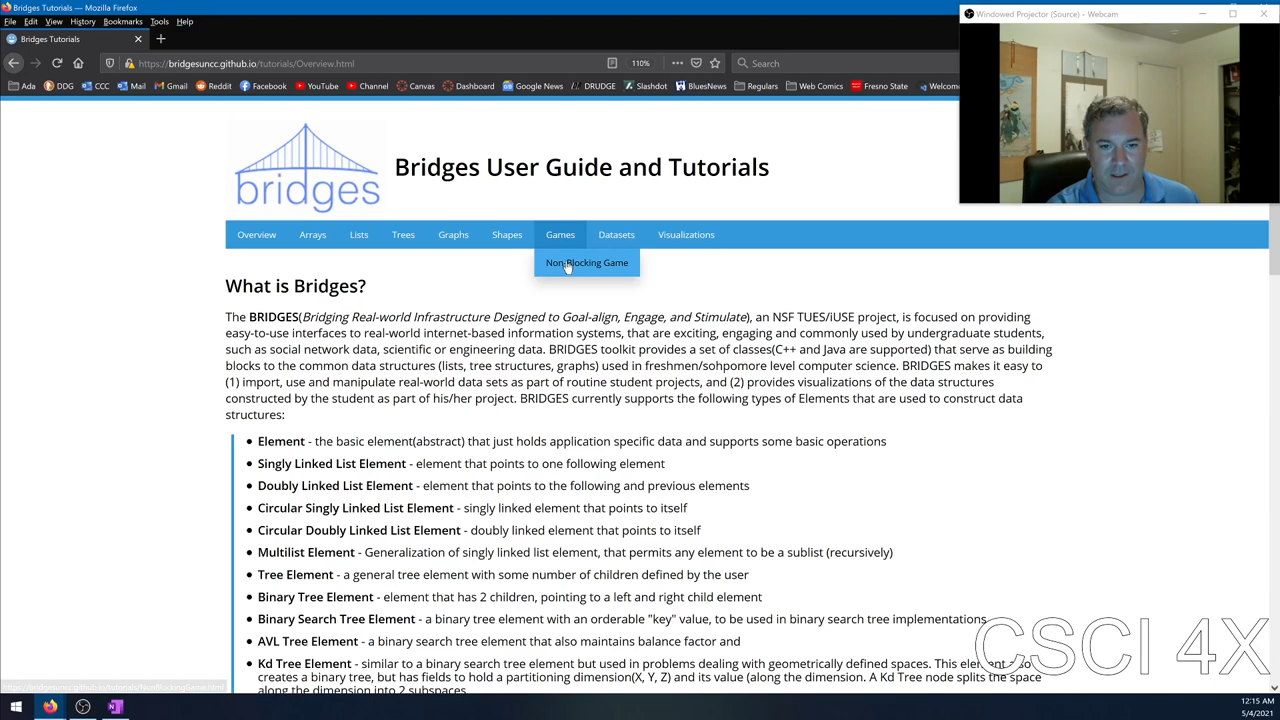 Bridges Tutorials — Mozilla Firefox
Windowed Projector (Source) - Webcam
File Edit View History Bookmarks Tools Help
Bridges Tutorials
https://bridgesuncc.github.io/tutorials/Overview.html
110%
Search
Ada DDG CCC Mail Gmail Reddit Facebook YouTube Channel Canvas Dashboard Google News DRUDGE Slashdot BluesNews Regulars Web Comics Fresno State Welcome
bridges
Bridges User Guide and Tutorials
Overview Arrays Lists Trees Graphs Shapes Games Datasets Visualizations
Non-Blocking Game
What is Bridges?
The BRIDGES(Bridging Real-world Infrastructure Designed to Goal-align, Engage, and Stimulate), an NSF TUES/iUSE project, is focused on providing
easy-to-use interfaces to real-world internet-based information systems, that are exciting, engaging and commonly used by undergraduate students,
such as social network data, scientific or engineering data. BRIDGES toolkit provides a set of classes(C++ and Java are supported) that serve as building
blocks to the common data structures (lists, tree structures, graphs) used in freshmen/sohpomore level computer science. BRIDGES makes it easy to
(1) import, use and manipulate real-world data sets as part of routine student projects, and (2) provides visualizations of the data structures
constructed by the student as part of his/her project. BRIDGES currently supports the following types of Elements that are used to construct data
structures:
• Element - the basic element(abstract) that just holds application specific data and supports some basic operations
• Singly Linked List Element - element that points to one following element
• Doubly Linked List Element - element that points to the following and previous elements
• Circular Singly Linked List Element - singly linked element that points to itself
• Circular Doubly Linked List Element - doubly linked element that points to itself
• Multilist Element - Generalization of singly linked list element, that permits any element to be a sublist (recursively)
• Tree Element - a general tree element with some number of children defined by the user
• Binary Tree Element - element that has 2 children, pointing to a left and right child element
• Binary Search Tree Element - a binary tree element with an orderable "key" value, to be used in binary search tree implementations
• AVL Tree Element - a binary search tree element that also maintains balance factor and
• Kd Tree Element - similar to a binary search tree element but used in problems dealing with geometrically defined spaces. This element also
creates a binary tree, but has fields to hold a partitioning dimension(X, Y, Z) and its value (along the dimension. A Kd Tree node splits the space
along the dimension into 2 subspaces.
CSCI 4X
12:15 AM
5/4/2021